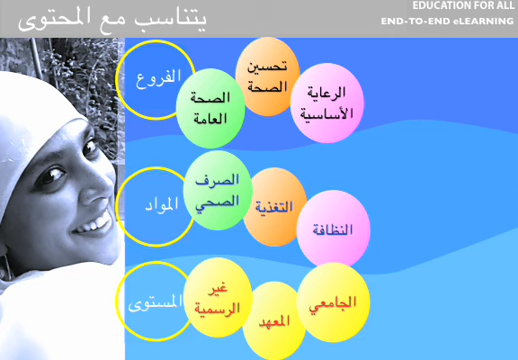 يتناسب مع المحتوى
EDUCATION FOR ALL
END-TO-END eLEARNING
الفروع
الصحة
العامة
تحسين
الصحة
الرعاية
الأساسية
المواد
الصرف
الصحي
التغذية
النظافة
المستوى
غير
الرسمية
المعهد
الجامعي